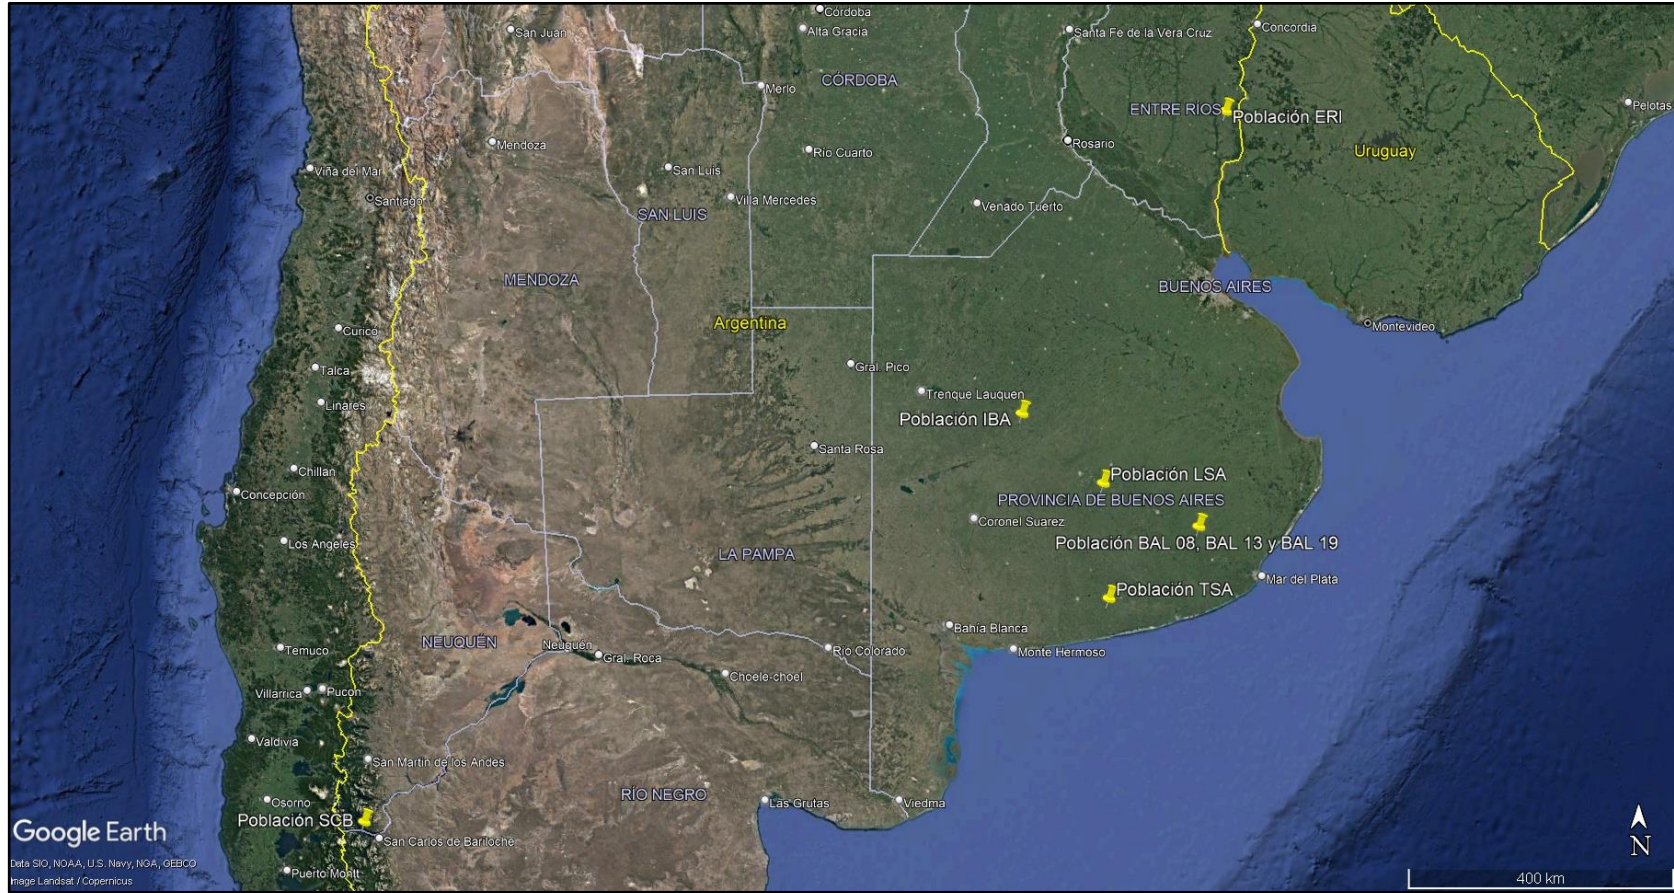 Córdoba
San Juan
Alta Gracia
Santa Fe de la Vera Cruz
Concordia
CÓRDOBA
Merlo
ENTRE RÍOS
Población ERI
Pelotas
Mendoza
Río Cuarto
Rosario
Uruguay
Viña del Mar
San Luis
Santiago
Villa Mercedes
Venado Tuerto
SAN LUIS
MENDOZA
BUENOS AIRES
Argentina
Curico
Montevideo
Talca
Gral. Pico
Linares
Trenque Lauquen
Población IBA
Santa Rosa
Chillan
Población LSA
Concepción
PROVINCIA DE BUENOS AIRES
Coronel Suarez
Los Angeles
Población BAL 08, BAL 13 y BAL 19
LA PAMPA
Mar del Plata
Población TSA
Bahía Blanca
NEUQUÉN
Neuquén
Temuco
Gral. Roca
Río Colorado
Monte Hermoso
Choele-choel
Villarrica
Pucon
Valdivia
San Martin de los Andes
RÍO NEGRO
Osorno
Las Grutas
Viedma
Población SCB
Google Earth
San Carlos de Bariloche
N
Data SIO, NOAA, U.S. Navy, NGA, GEBCO
Puerto Montt
Image Landsat / Copernicus
400 km